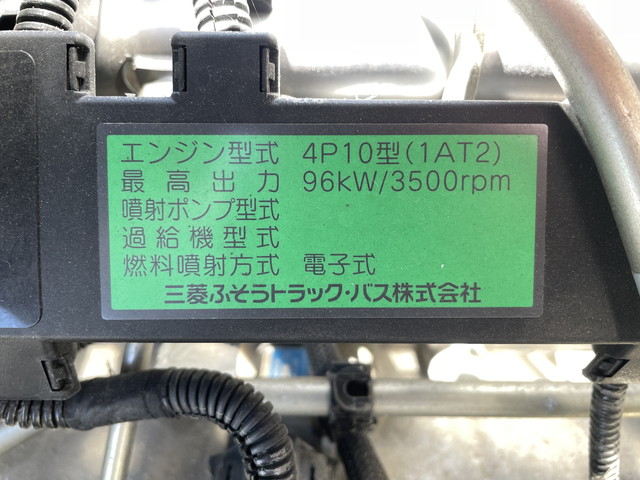 エンジン型式 4P10型(1AT2)
最高出力 96kW/3500rpm
噴射ポンプ型式
過給機型式
燃料噴射方式 電子式
三菱ふそうトラック・バス株式会社